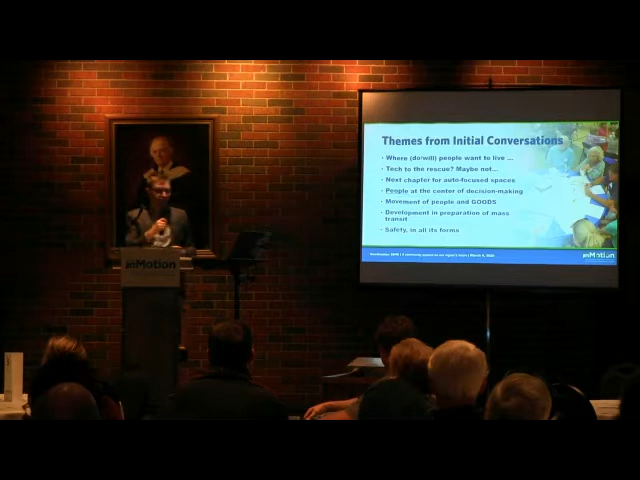 Themes from Initial Conversations
• Where (do/will) people want to live ...
• Tech to the rescue? Maybe not...
• Next chapter for auto-focused spaces
• People at the center of decision-making
• Movement of people and GOODS
• Development in preparation of mass
transit
• Safety, in all its forms
inMotion